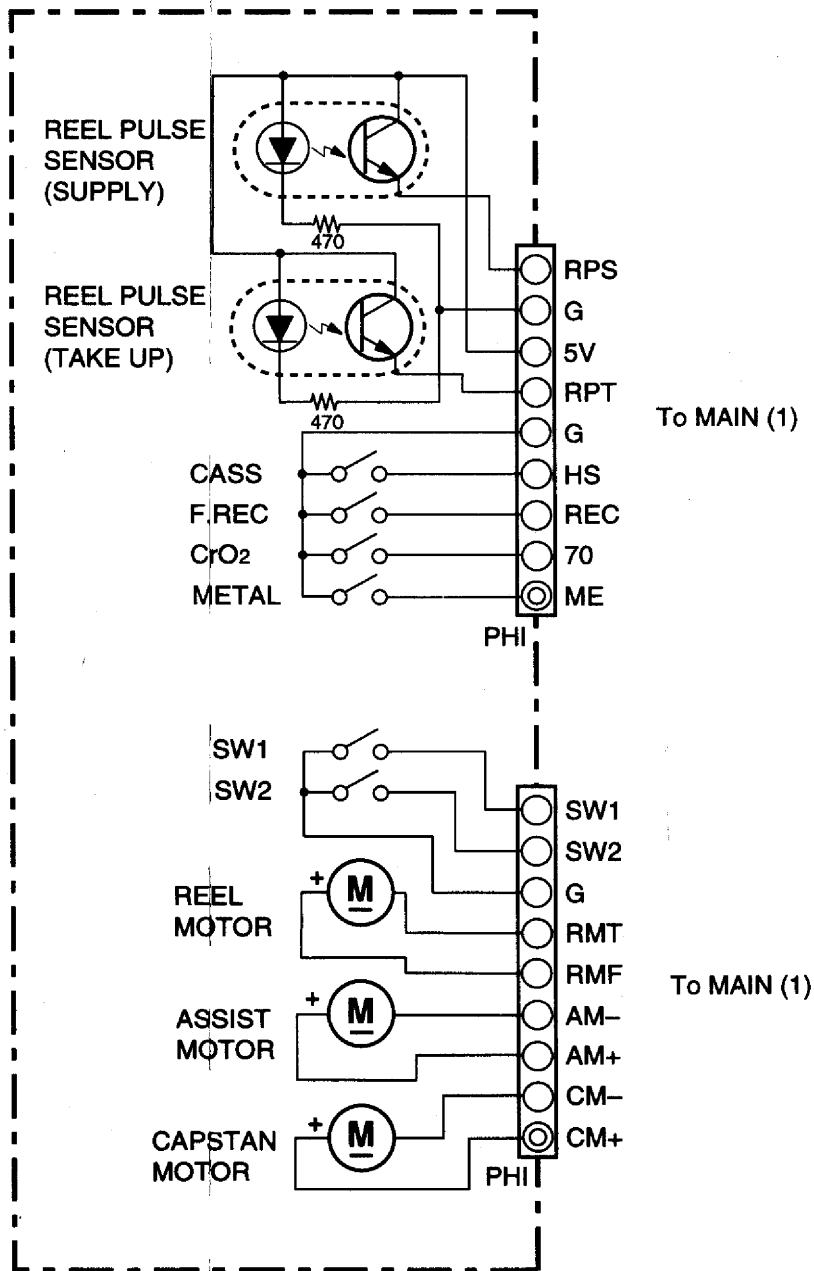 REEL PULSE
SENSOR
(SUPPLY)
470
REEL PULSE
SENSOR
(TAKE UP)
470
RPS
G
5V
RPT
G
HS
REC
70
ME
To MAIN (1)
CASS
F.REC
CrO2
METAL
PHI
SW1
SW2
REEL
MOTOR
+
M
ASSIST
MOTOR
+
M
CAPSTAN
MOTOR
+
M
SW1
SW2
G
RMT
RMF
AM–
AM+
CM–
CM+
To MAIN (1)
PHI